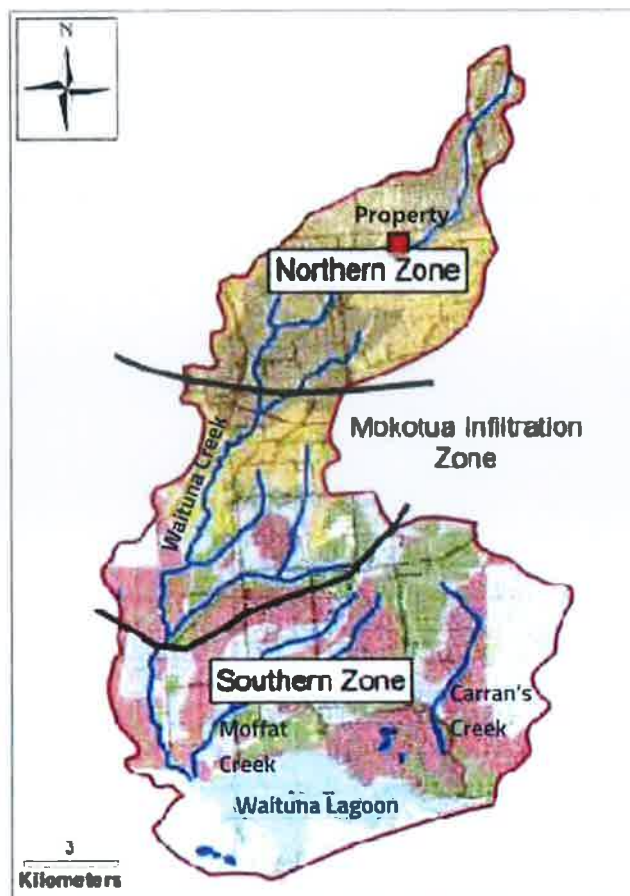 N
Property
Northern Zone
Mokotua Infiltration
Zone
Waituna Creek
Southern Zone
Carran's
Creek
Moffat
Creek
Waituna Lagoon
3
Kilometers